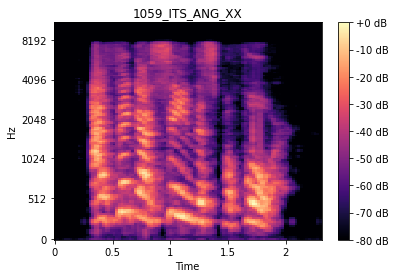 1059_ITS_ANG_XX
Hz
8192
4096
2048
1024
512
0
0
0.5
1
1.5
2
Time
+0 dB
-10 dB
-20 dB
-30 dB
-40 dB
-50 dB
-60 dB
-70 dB
-80 dB